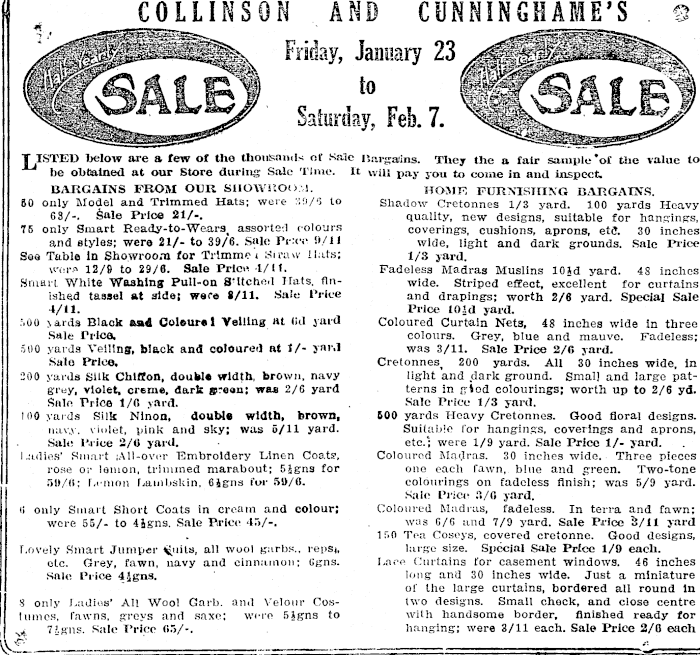 COLLINSON AND CUNNINGHAME'S
Half Yearly
SALE
Friday, January 23
to
Saturday, Feb. 7.
Half Yearly
SALE
LISTED below are a few of the thousands of Sale Bargains. They the a fair sample of the value to
be obtained at our Store during Sale Time. It will pay you to come in and inspect.
BARGAINS FROM OUR SHOWROOM.
50 only Model and Trimmed Hats; were 39/6 to
63/-. Sale Price 21/-.
75 only Smart Ready-to-Wears, assorted colours
and styles; were 21/- to 39/6. Sale Price 9/11
See Table in Showroom for Trimmed Straw Hats;
were 12/9 to 29/6. Sale Price 4/11.
Smart White Washing Pull-on Stitched Hats, fin-
ished tassel at side; were 8/11. Sale Price
4/11.
500 yards Black and Coloured Veiling at 6d yard
Sale Price.
500 yards Veiling, black and coloured at 1/- yard
Sale Price.
200 yards Silk Chiffon, double width, brown, navy
grey, violet, creme, dark green; was 2/6 yard
Sale Price 1/6 yard.
100 yards Silk Ninon, double width, brown,
navy, violet, pink and sky; was 5/11 yard.
Sale Price 2/6 yard.
Ladies' Smart All-over Embroidery Linen Coats,
rose or lemon, trimmed marabout; 5½gns for
59/6; Lemon Lambskin, 6½gns for 59/6.
6 only Smart Short Coats in cream and colour;
were 55/- to 4½gns. Sale Price 45/-.
Lovely Smart Jumper Suits, all wool garbs., reps,
etc. Grey, fawn, navy and cinnamon; 6gns.
Sale Price 4½gns.
8 only Ladies' All Wool Garb. and Velour Cos-
tumes, fawns, greys and saxe; were 5½gns to
7½gns. Sale Price 65/-.
HOME FURNISHING BARGAINS.
Shadow Cretonnes 1/3 yard. 100 yards Heavy
quality, new designs, suitable for hangings,
coverings, cushions, aprons, etc. 30 inches
wide, light and dark grounds. Sale Price
1/3 yard.
Fadeless Madras Muslins 10½d yard. 48 inches
wide. Striped effect, excellent for curtains
and drapings; worth 2/6 yard. Special Sale
Price 10½d yard.
Coloured Curtain Nets, 48 inches wide in three
colours. Grey, blue and mauve. Fadeless;
was 3/11. Sale Price 2/6 yard.
Cretonnes, 200 yards. All 30 inches wide, in
light and dark ground. Small and large pat-
terns in good colourings; worth up to 2/6 yd.
Sale Price 1/3 yard.
500 yards Heavy Cretonnes. Good floral designs.
Suitable for hangings, coverings and aprons,
etc.; were 1/9 yard. Sale Price 1/- yard.
Coloured Madras. 30 inches wide. Three pieces
one each fawn, blue and green. Two-tone
colourings on fadeless finish; was 5/9 yard.
Sale Price 3/6 yard.
Coloured Madras, fadeless. In terra and fawn;
was 6/6 and 7/9 yard. Sale Price 3/11 yard
150 Tea Coseys, covered cretonne. Good designs,
large size. Special Sale Price 1/9 each.
Lace Curtains for casement windows. 46 inches
long and 30 inches wide. Just a miniature
of the large curtains, bordered all round in
two designs. Small check, and close centre
with handsome border, finished ready for
hanging; were 3/11 each. Sale Price 2/6 each